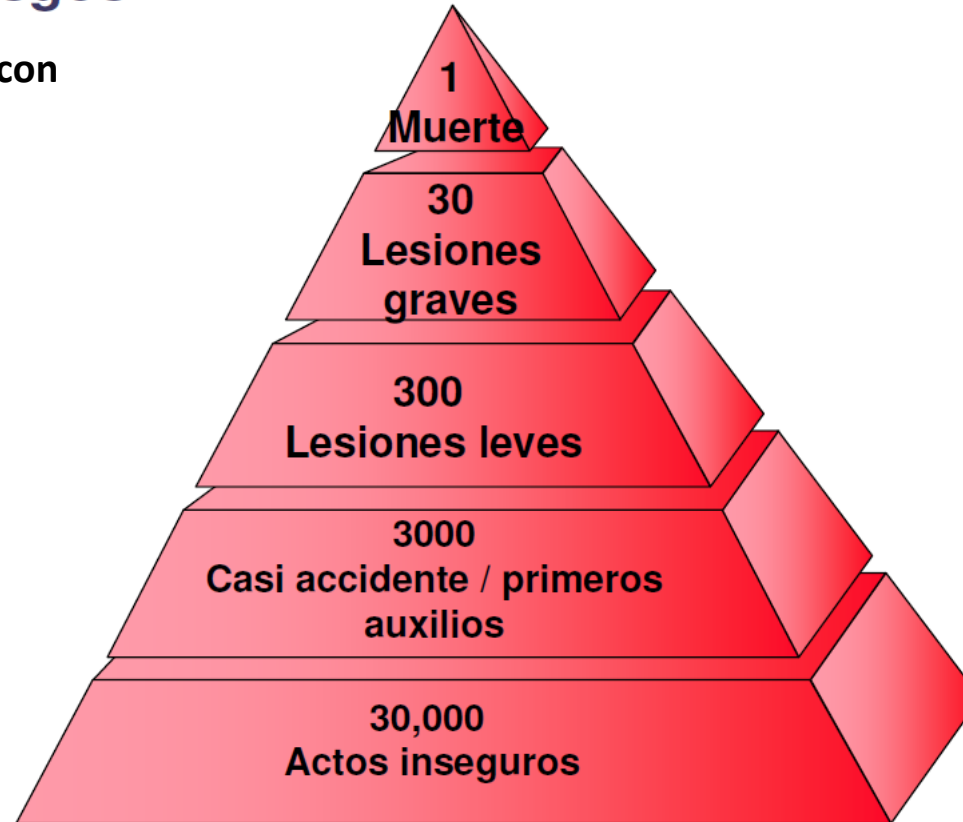 con
1
Muerte
30
Lesiones
graves
300
Lesiones leves
3000
Casi accidente / primeros
auxilios
30,000
Actos inseguros